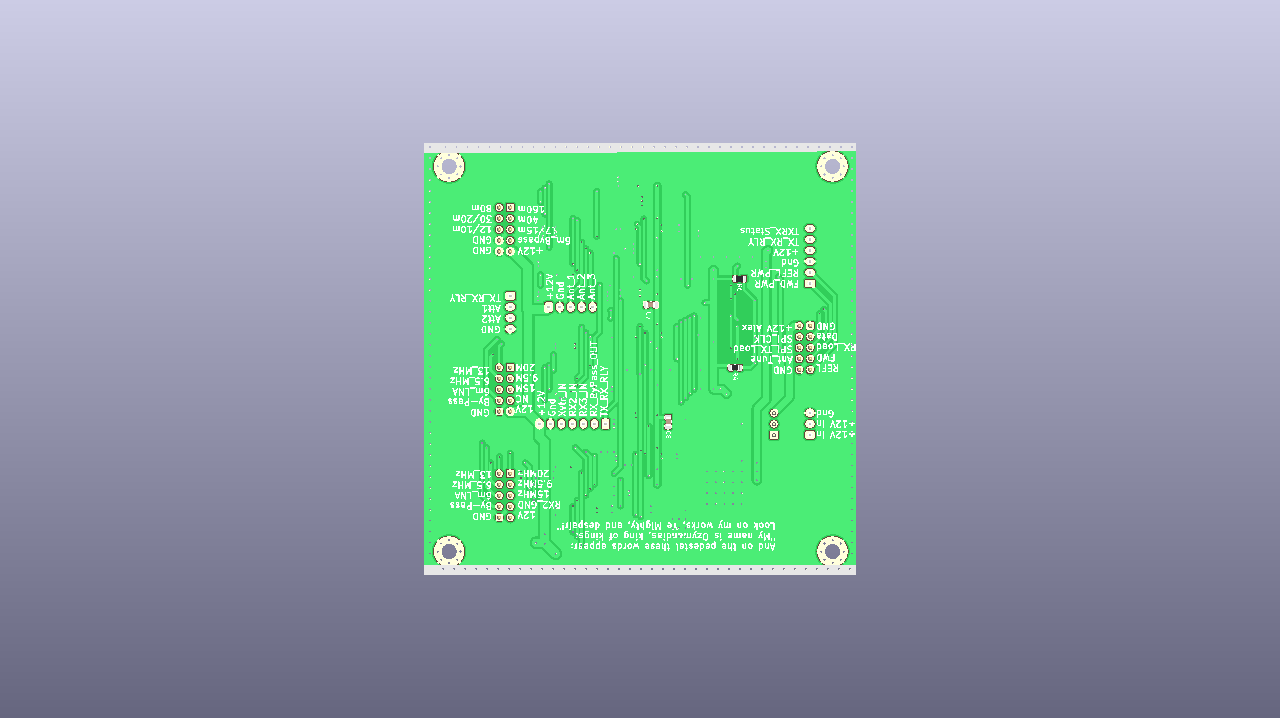 And on the pedestal these words appear:
"My name is Ozymandias, King of Kings;
Look on my works, Ye Mighty, and despair!"
GND
By-Pass
6m_LNA
6.5_MHz
13_MHz
12V
RX2_GND
15MHz
9.5MHz
20MHz
+12V In
+12V In
Gnd
GND
By-Pass
6m_LNA
6.5_MHz
13_MHz
12V
NC
15M
9.5M
20M
+12V
Gnd
XVtr_IN
RX2_IN
RX3_IN
RX_ByPass_OUT
TX_RX_RLY
GND
Ant_Tune
SPI_TX_Load
SPI_CLK
+12V Alex
REFL
FWD
RX_Load
Data
GND
GND
Att2
Att1
TX_RX_RLY
+12V
Gnd
Ant_1
Ant_2
Ant_3
FWD_PWR
REFL_PWR
Gnd
+12V
TX_RX_RLY
TXRX_Status
GND
GND
12/10m
30/20m
80m
+12V
6m_Bypass
40m
160m